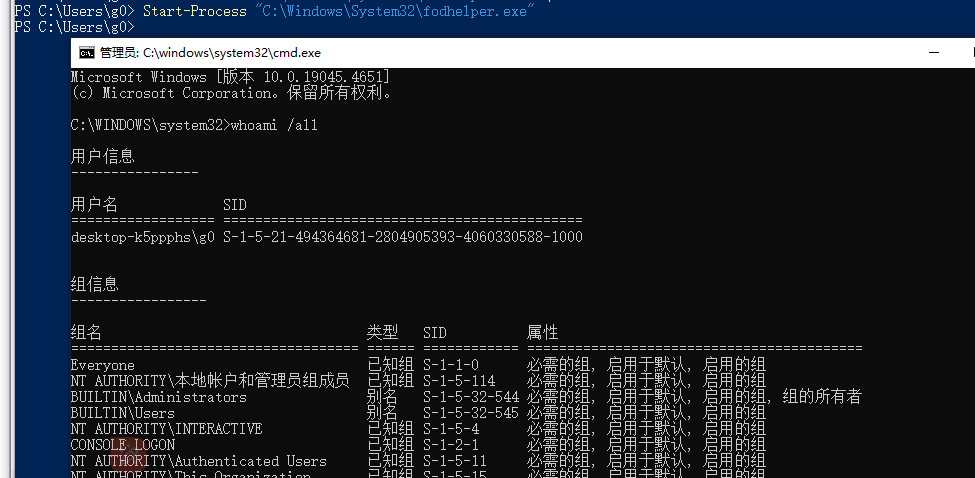 PS C:\Users\g0> Start-Process "C:\Windows\System32\fodhelper.exe"
PS C:\Users\g0>
管理员: C:\windows\system32\cmd.exe
Microsoft Windows [版本 10.0.19045.4651]
(c) Microsoft Corporation。保留所有权利。
C:\WINDOWS\system32>whoami /all
用户信息
----------------
用户名 SID
================== =============================================
desktop-k5ppphs\g0 S-1-5-21-494364681-2804905393-4060330588-1000
组信息
-----------------
组名 类型 SID 属性
==================================== ====== ============ ==========================================
Everyone 已知组 S-1-1-0 必需的组, 启用于默认, 启用的组
NT AUTHORITY\本地帐户和管理员组成员 已知组 S-1-5-114 必需的组, 启用于默认, 启用的组
BUILTIN\Administrators 别名 S-1-5-32-544 必需的组, 启用于默认, 启用的组, 组的所有者
BUILTIN\Users 别名 S-1-5-32-545 必需的组, 启用于默认, 启用的组
NT AUTHORITY\INTERACTIVE 已知组 S-1-5-4 必需的组, 启用于默认, 启用的组
CONSOLE LOGON 已知组 S-1-2-1 必需的组, 启用于默认, 启用的组
NT AUTHORITY\Authenticated Users 已知组 S-1-5-11 必需的组, 启用于默认, 启用的组
NT AUTHORITY\This Organization 已知组 S-1-5-15 必需的组, 启用于默认, 启用的组